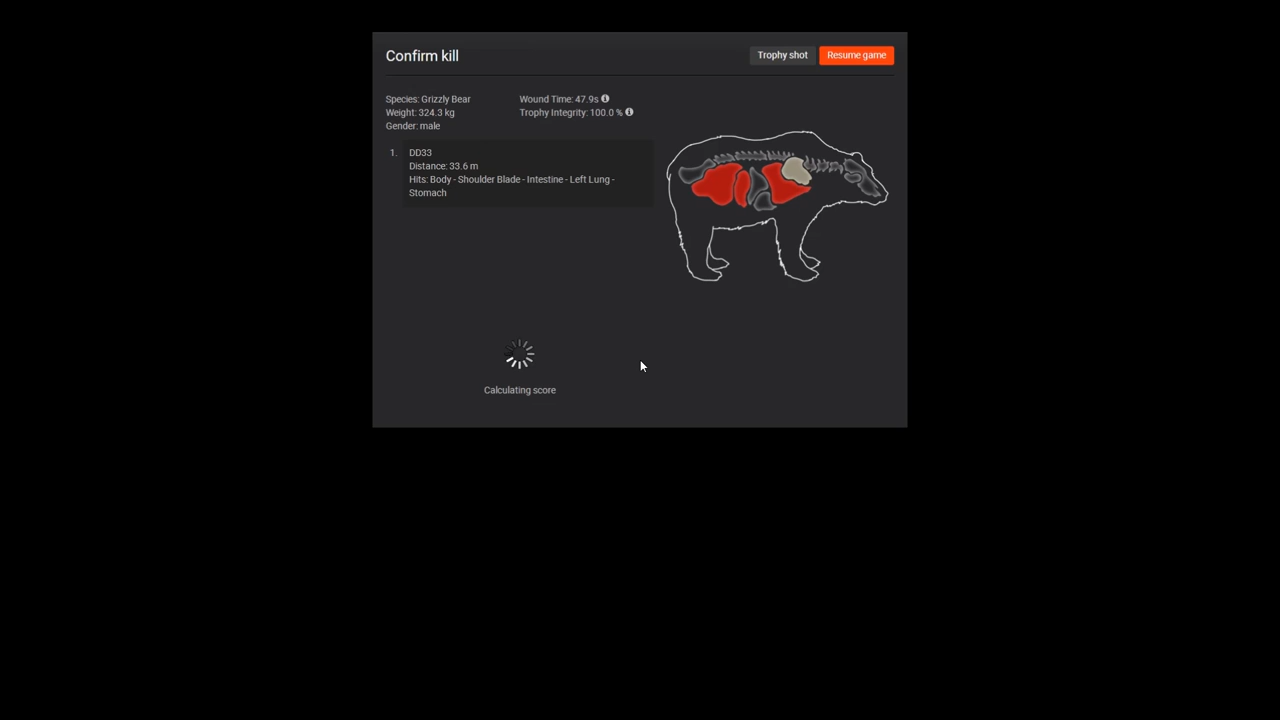 Confirm kill
Trophy shot
Resume game
Species: Grizzly Bear
Weight: 324.3 kg
Gender: male
Wound Time: 47.9s
Trophy Integrity: 100.0 %
1.
DD33
Distance: 33.6 m
Hits: Body - Shoulder Blade - Intestine - Left Lung -
Stomach
Calculating score